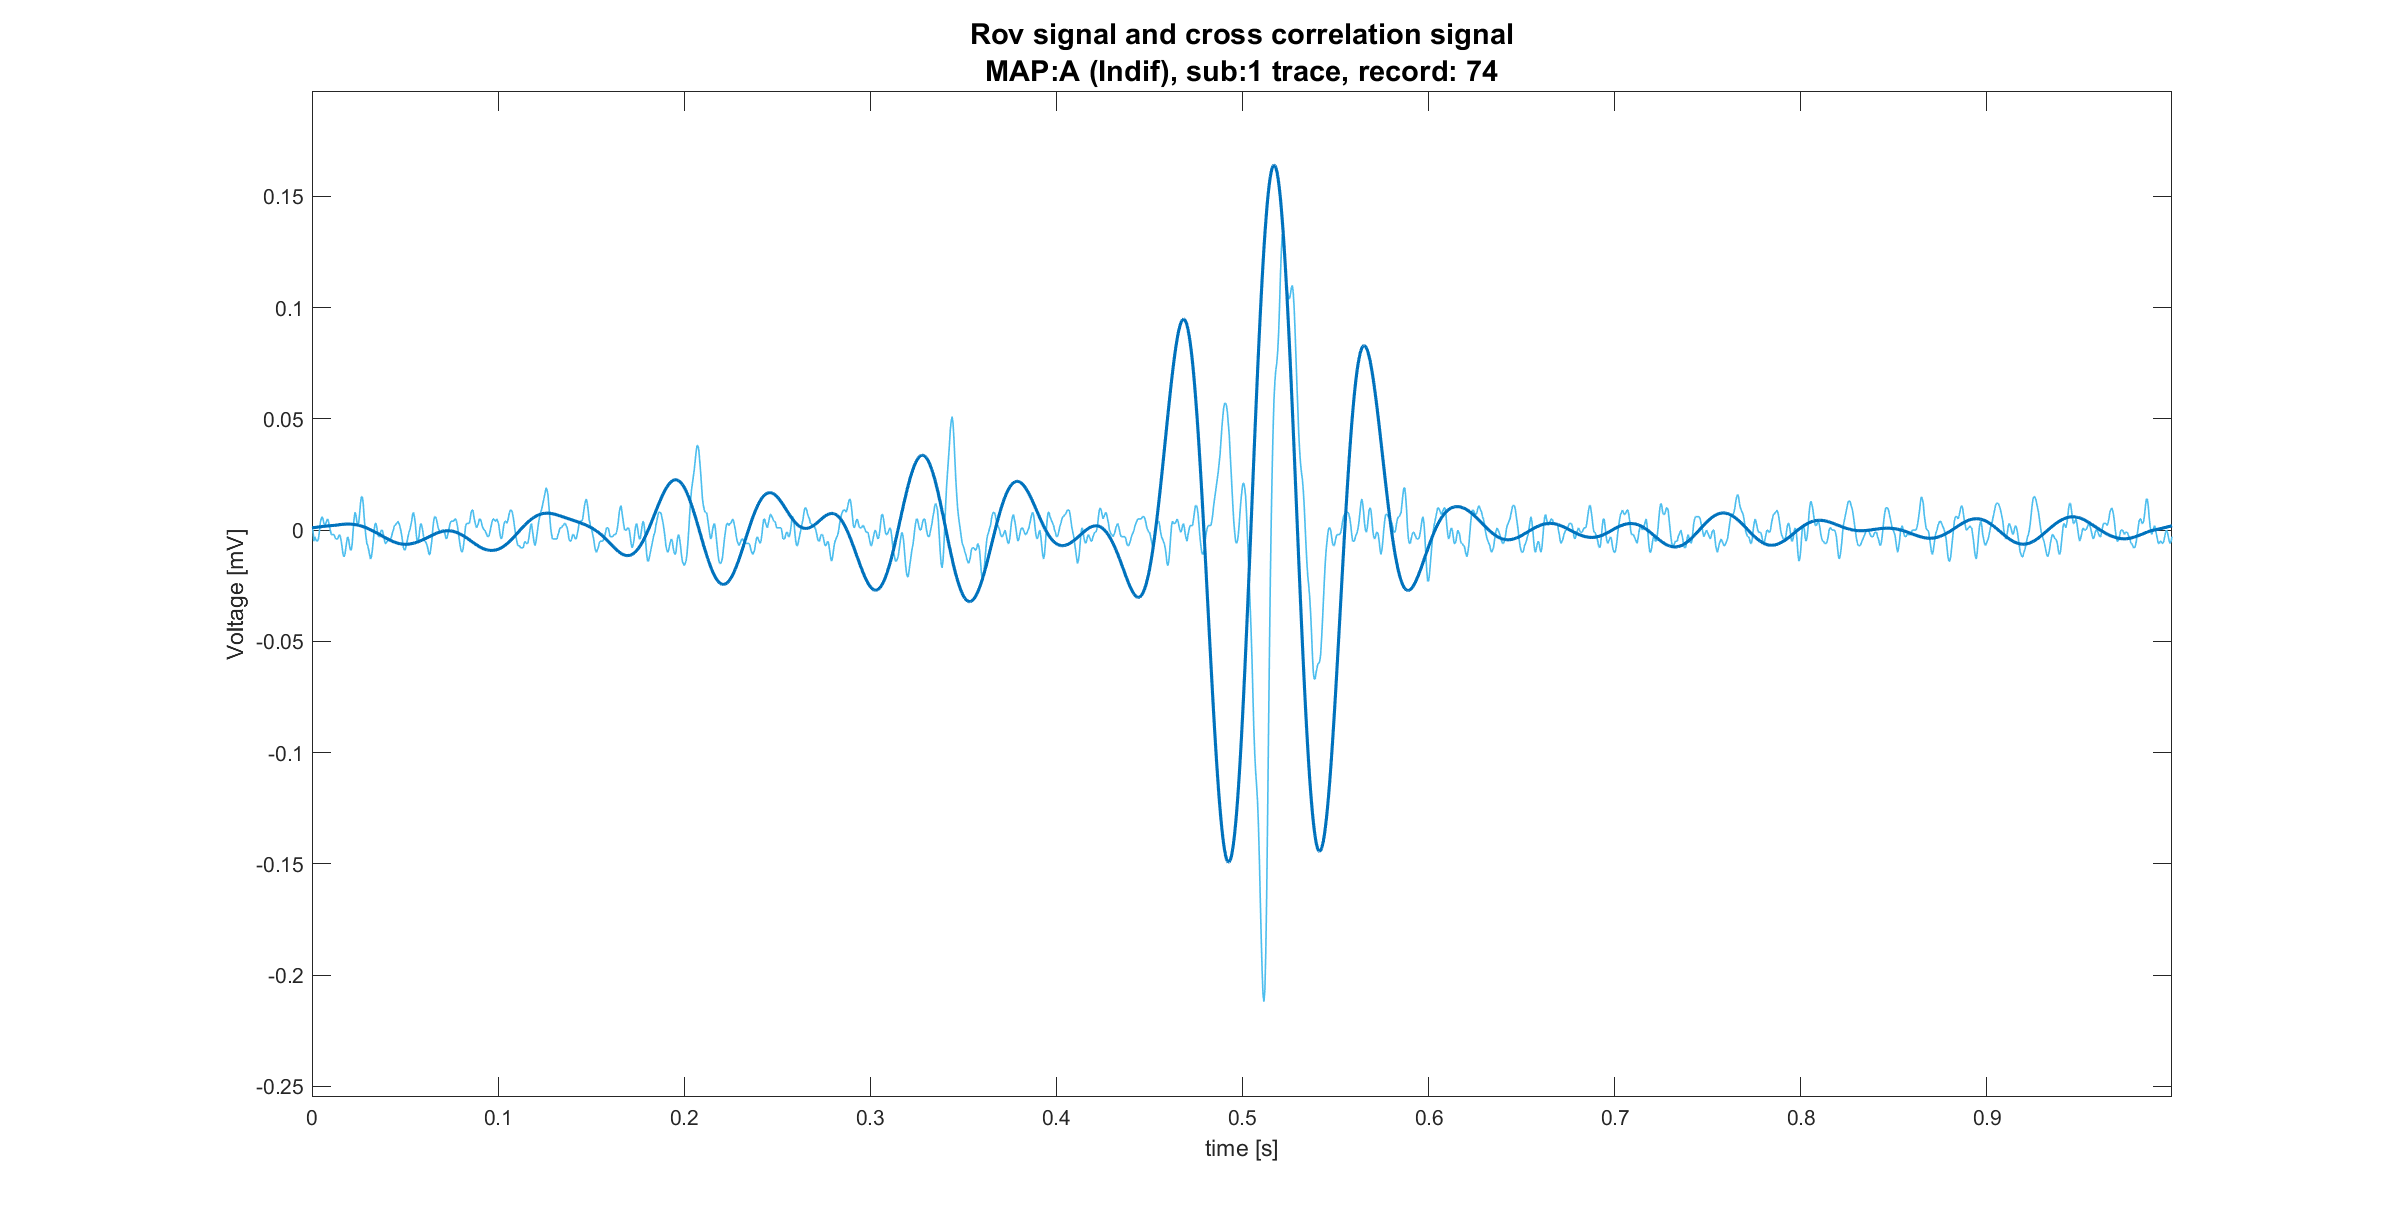 Rov signal and cross correlation signal
MAP:A (Indif), sub:1 trace, record: 74
0.15
0.1
0.05
0
-0.05
-0.1
-0.15
-0.2
-0.25
Voltage [mV]
0 0.1 0.2 0.3 0.4 0.5 0.6 0.7 0.8 0.9
time [s]